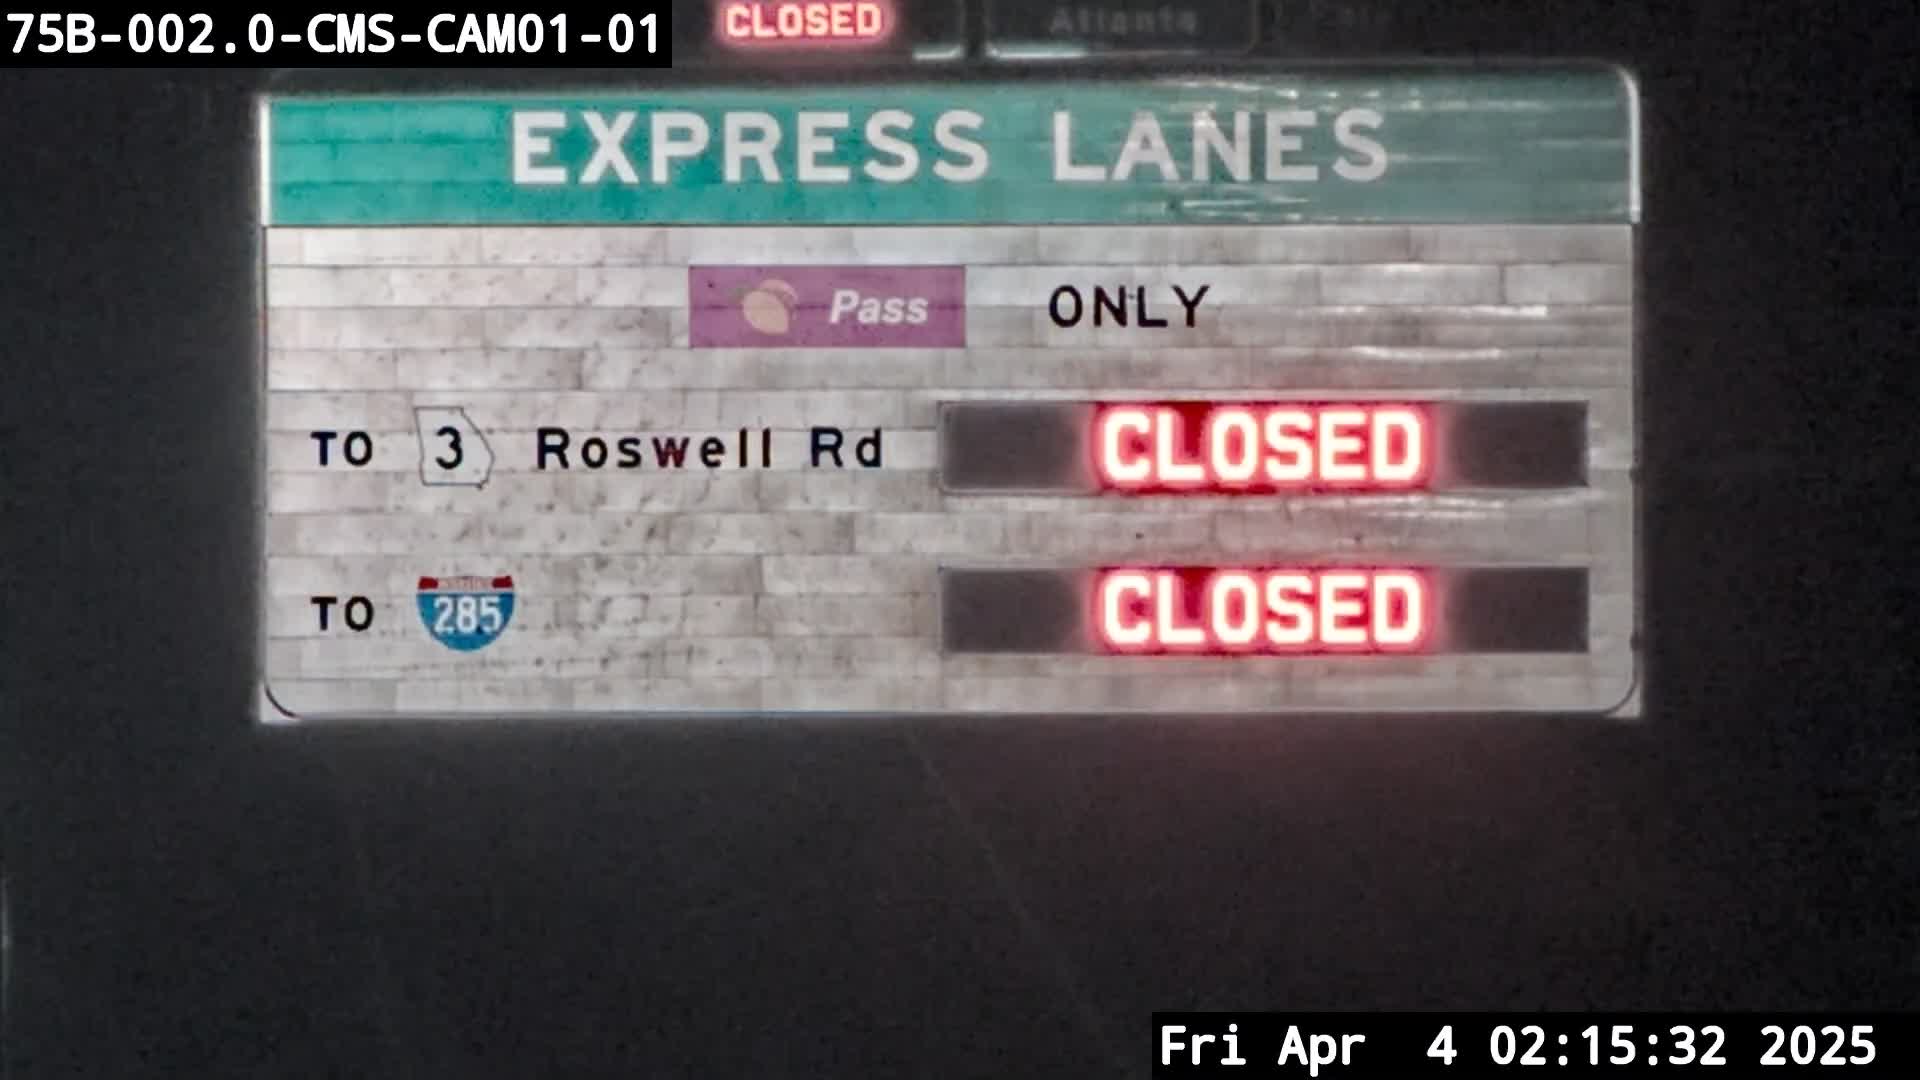 75B-002.0-CMS-CAM01-01
CLOSED
Atlanta
EXPRESS LANES
Pass ONLY
TO 3 Roswell Rd CLOSED
TO 285 CLOSED
Fri Apr 4 02:15:32 2025